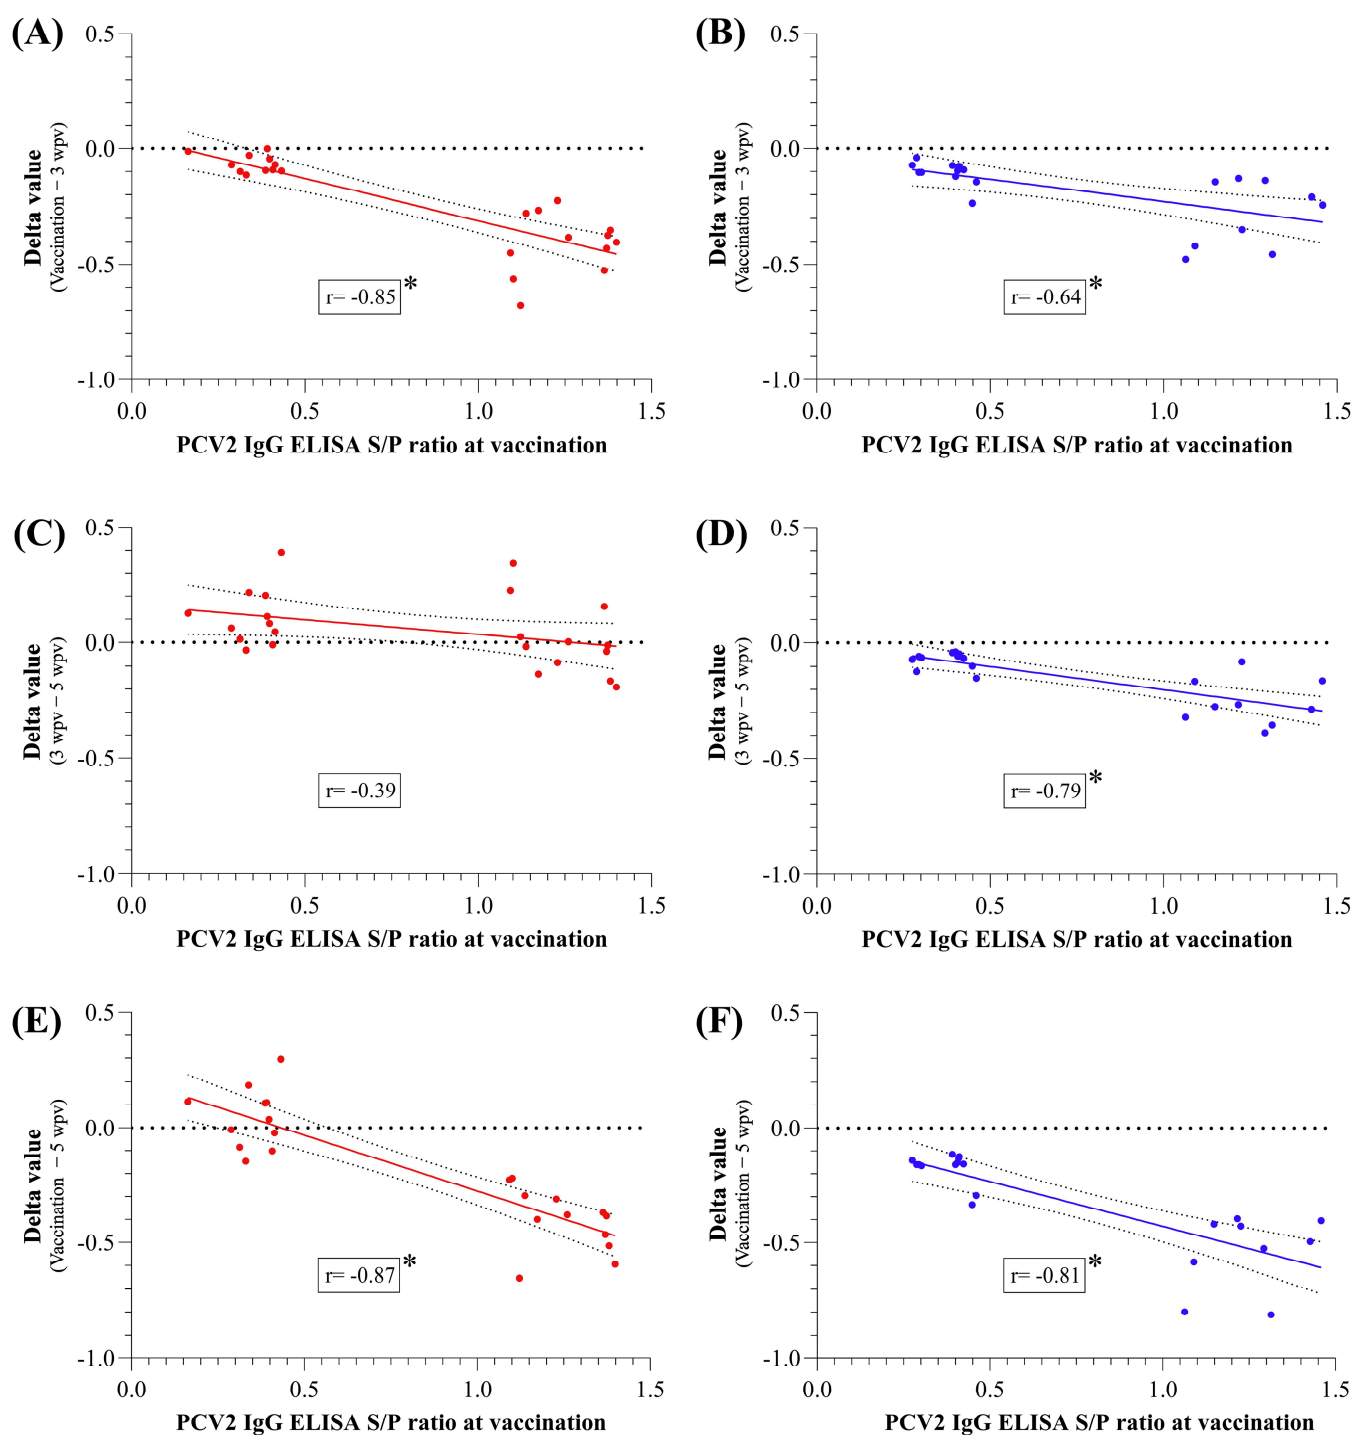 (A)
0.5
0.0
-0.5
-1.0
Delta value
(Vaccination – 3 wpv)
r= -0.85
*
0.0 0.5 1.0 1.5
PCV2 IgG ELISA S/P ratio at vaccination
(B)
0.5
0.0
-0.5
-1.0
Delta value
(Vaccination – 3 wpv)
r= -0.64
*
0.0 0.5 1.0 1.5
PCV2 IgG ELISA S/P ratio at vaccination
(C)
0.5
0.0
-0.5
-1.0
Delta value
(3 wpv – 5 wpv)
r= -0.39
0.0 0.5 1.0 1.5
PCV2 IgG ELISA S/P ratio at vaccination
(D)
0.5
0.0
-0.5
-1.0
Delta value
(3 wpv – 5 wpv)
r= -0.79
*
0.0 0.5 1.0 1.5
PCV2 IgG ELISA S/P ratio at vaccination
(E)
0.5
0.0
-0.5
-1.0
Delta value
(Vaccination – 5 wpv)
r= -0.87
*
0.0 0.5 1.0 1.5
PCV2 IgG ELISA S/P ratio at vaccination
(F)
0.5
0.0
-0.5
-1.0
Delta value
(Vaccination – 5 wpv)
r= -0.81
*
0.0 0.5 1.0 1.5
PCV2 IgG ELISA S/P ratio at vaccination